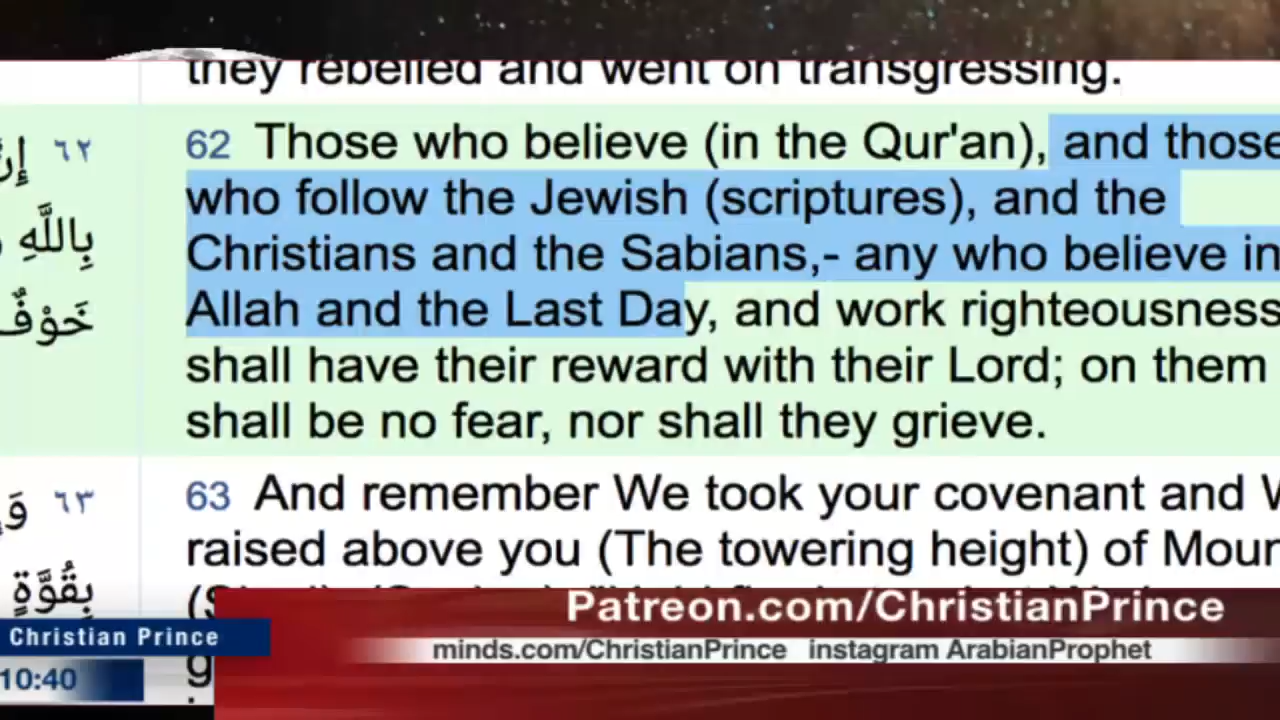 they rebelled and went on transgressing.
٦٢
بِاللَّهِ
62 Those who believe (in the Qur'an), and those
who follow the Jewish (scriptures), and the
Christians and the Sabians,- any who believe in
Allah and the Last Day, and work righteousness
shall have their reward with their Lord; on them
shall be no fear, nor shall they grieve.
٦٣
بِقُوَّةٍ
63 And remember We took your covenant and
raised above you (The towering height) of
Patreon.com/ChristianPrince
Christian Prince
minds.com/ChristianPrince instagram ArabianProphet
10:40